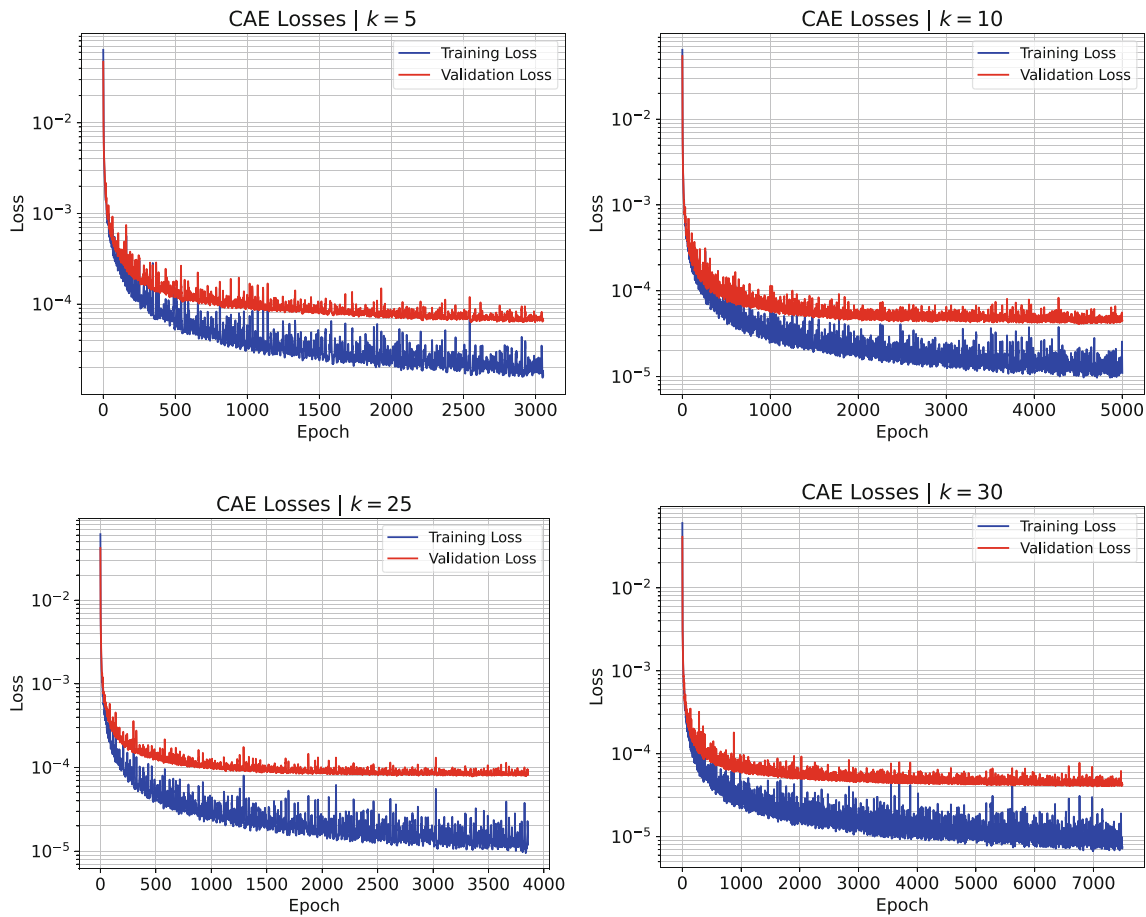 CAE Losses | k = 5
Training Loss
Validation Loss
10⁻²
10⁻³
10⁻⁴
Loss
0 500 1000 1500 2000 2500 3000
Epoch
CAE Losses | k = 10
Training Loss
Validation Loss
10⁻²
10⁻³
10⁻⁴
10⁻⁵
Loss
0 1000 2000 3000 4000 5000
Epoch
CAE Losses | k = 25
Training Loss
Validation Loss
10⁻²
10⁻³
10⁻⁴
10⁻⁵
Loss
0 500 1000 1500 2000 2500 3000 3500 4000
Epoch
CAE Losses | k = 30
Training Loss
Validation Loss
10⁻²
10⁻³
10⁻⁴
10⁻⁵
Loss
0 1000 2000 3000 4000 5000 6000 7000
Epoch